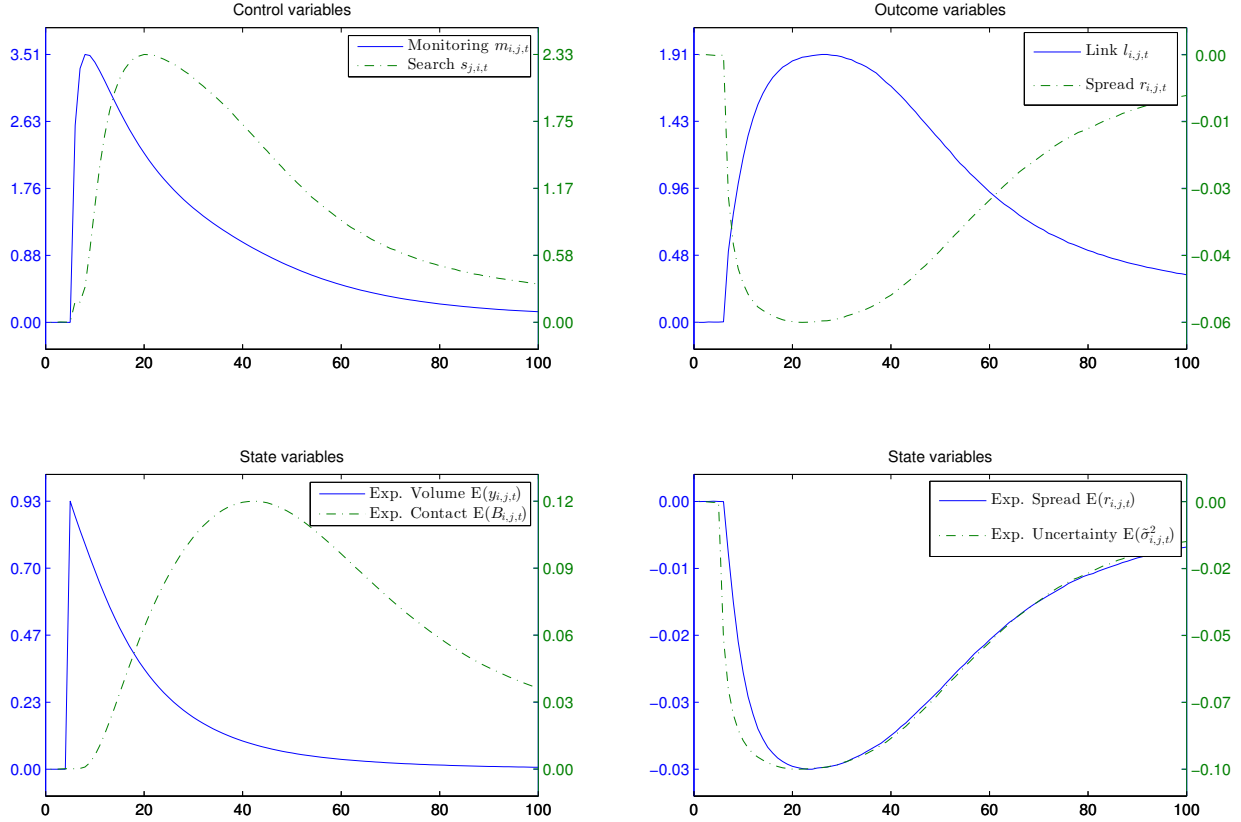 Control variables
3.51
2.63
1.76
0.88
0.00
2.33
1.75
1.17
0.58
0.00
Monitoring m_{i,j,t}
Search s_{j,i,t}
0 20 40 60 80 100
Outcome variables
1.91
1.43
0.96
0.48
0.00
0.00
−0.01
−0.03
−0.04
−0.06
Link l_{i,j,t}
Spread r_{i,j,t}
0 20 40 60 80 100
State variables
0.93
0.70
0.47
0.23
0.00
0.12
0.09
0.06
0.03
0.00
Exp. Volume E(y_{i,j,t})
Exp. Contact E(B_{i,j,t})
0 20 40 60 80 100
State variables
0.00
−0.01
−0.02
−0.03
−0.03
0.00
−0.02
−0.05
−0.07
−0.10
Exp. Spread E(r_{i,j,t})
Exp. Uncertainty E(σ̃²_{i,j,t})
0 20 40 60 80 100